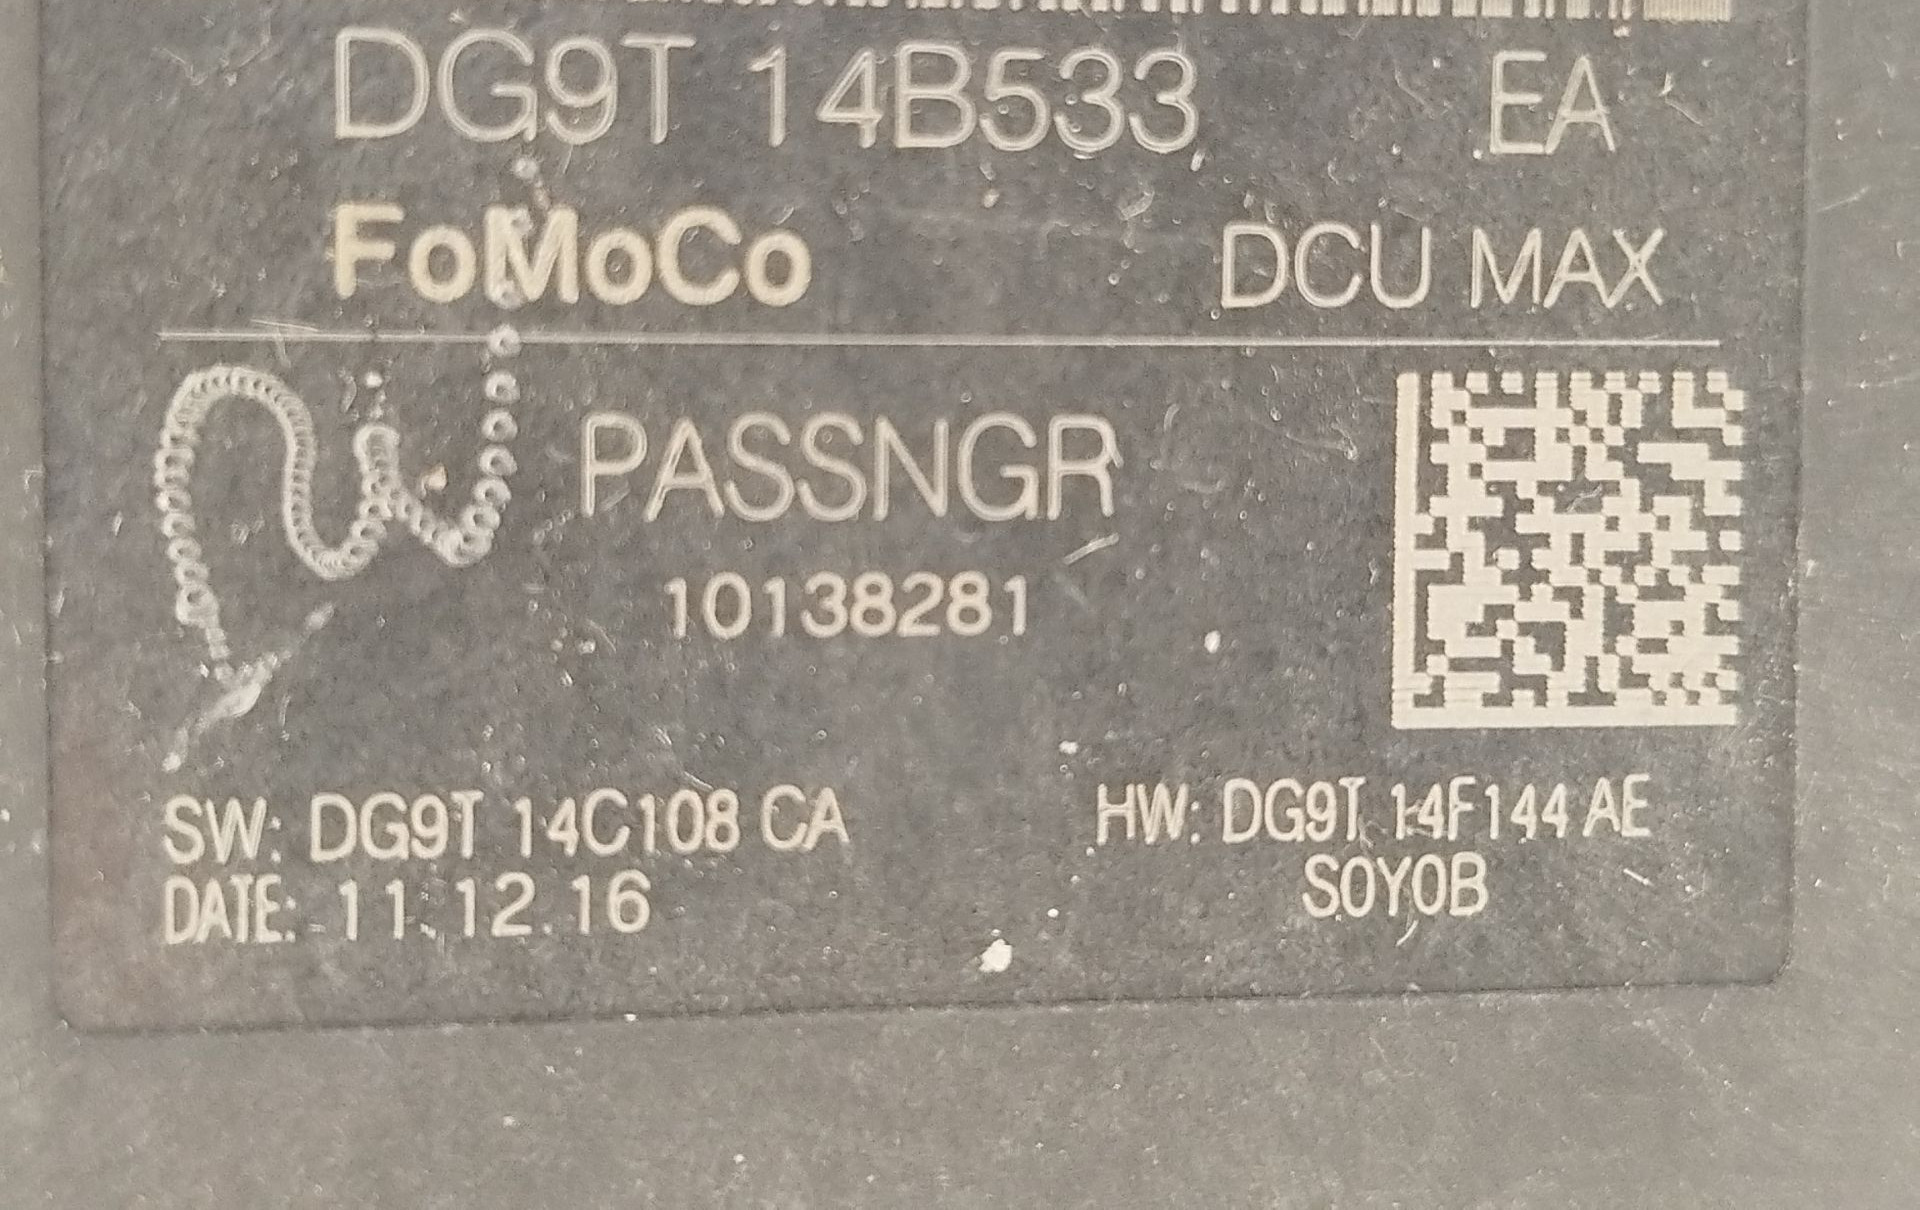 DG9T 14B533 EA
FoMoCo DCU MAX
PASSNGR
10138281
SW: DG9T 14C108 CA HW: DG9T 14F144 AE
S0Y0B
DATE: 11.12.16